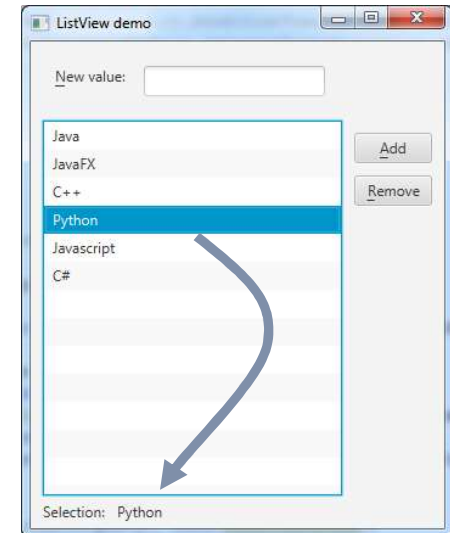 ListView demo
New value:
Java
JavaFX
C++
Python
Javascript
C#
Add
Remove
Selection: Python